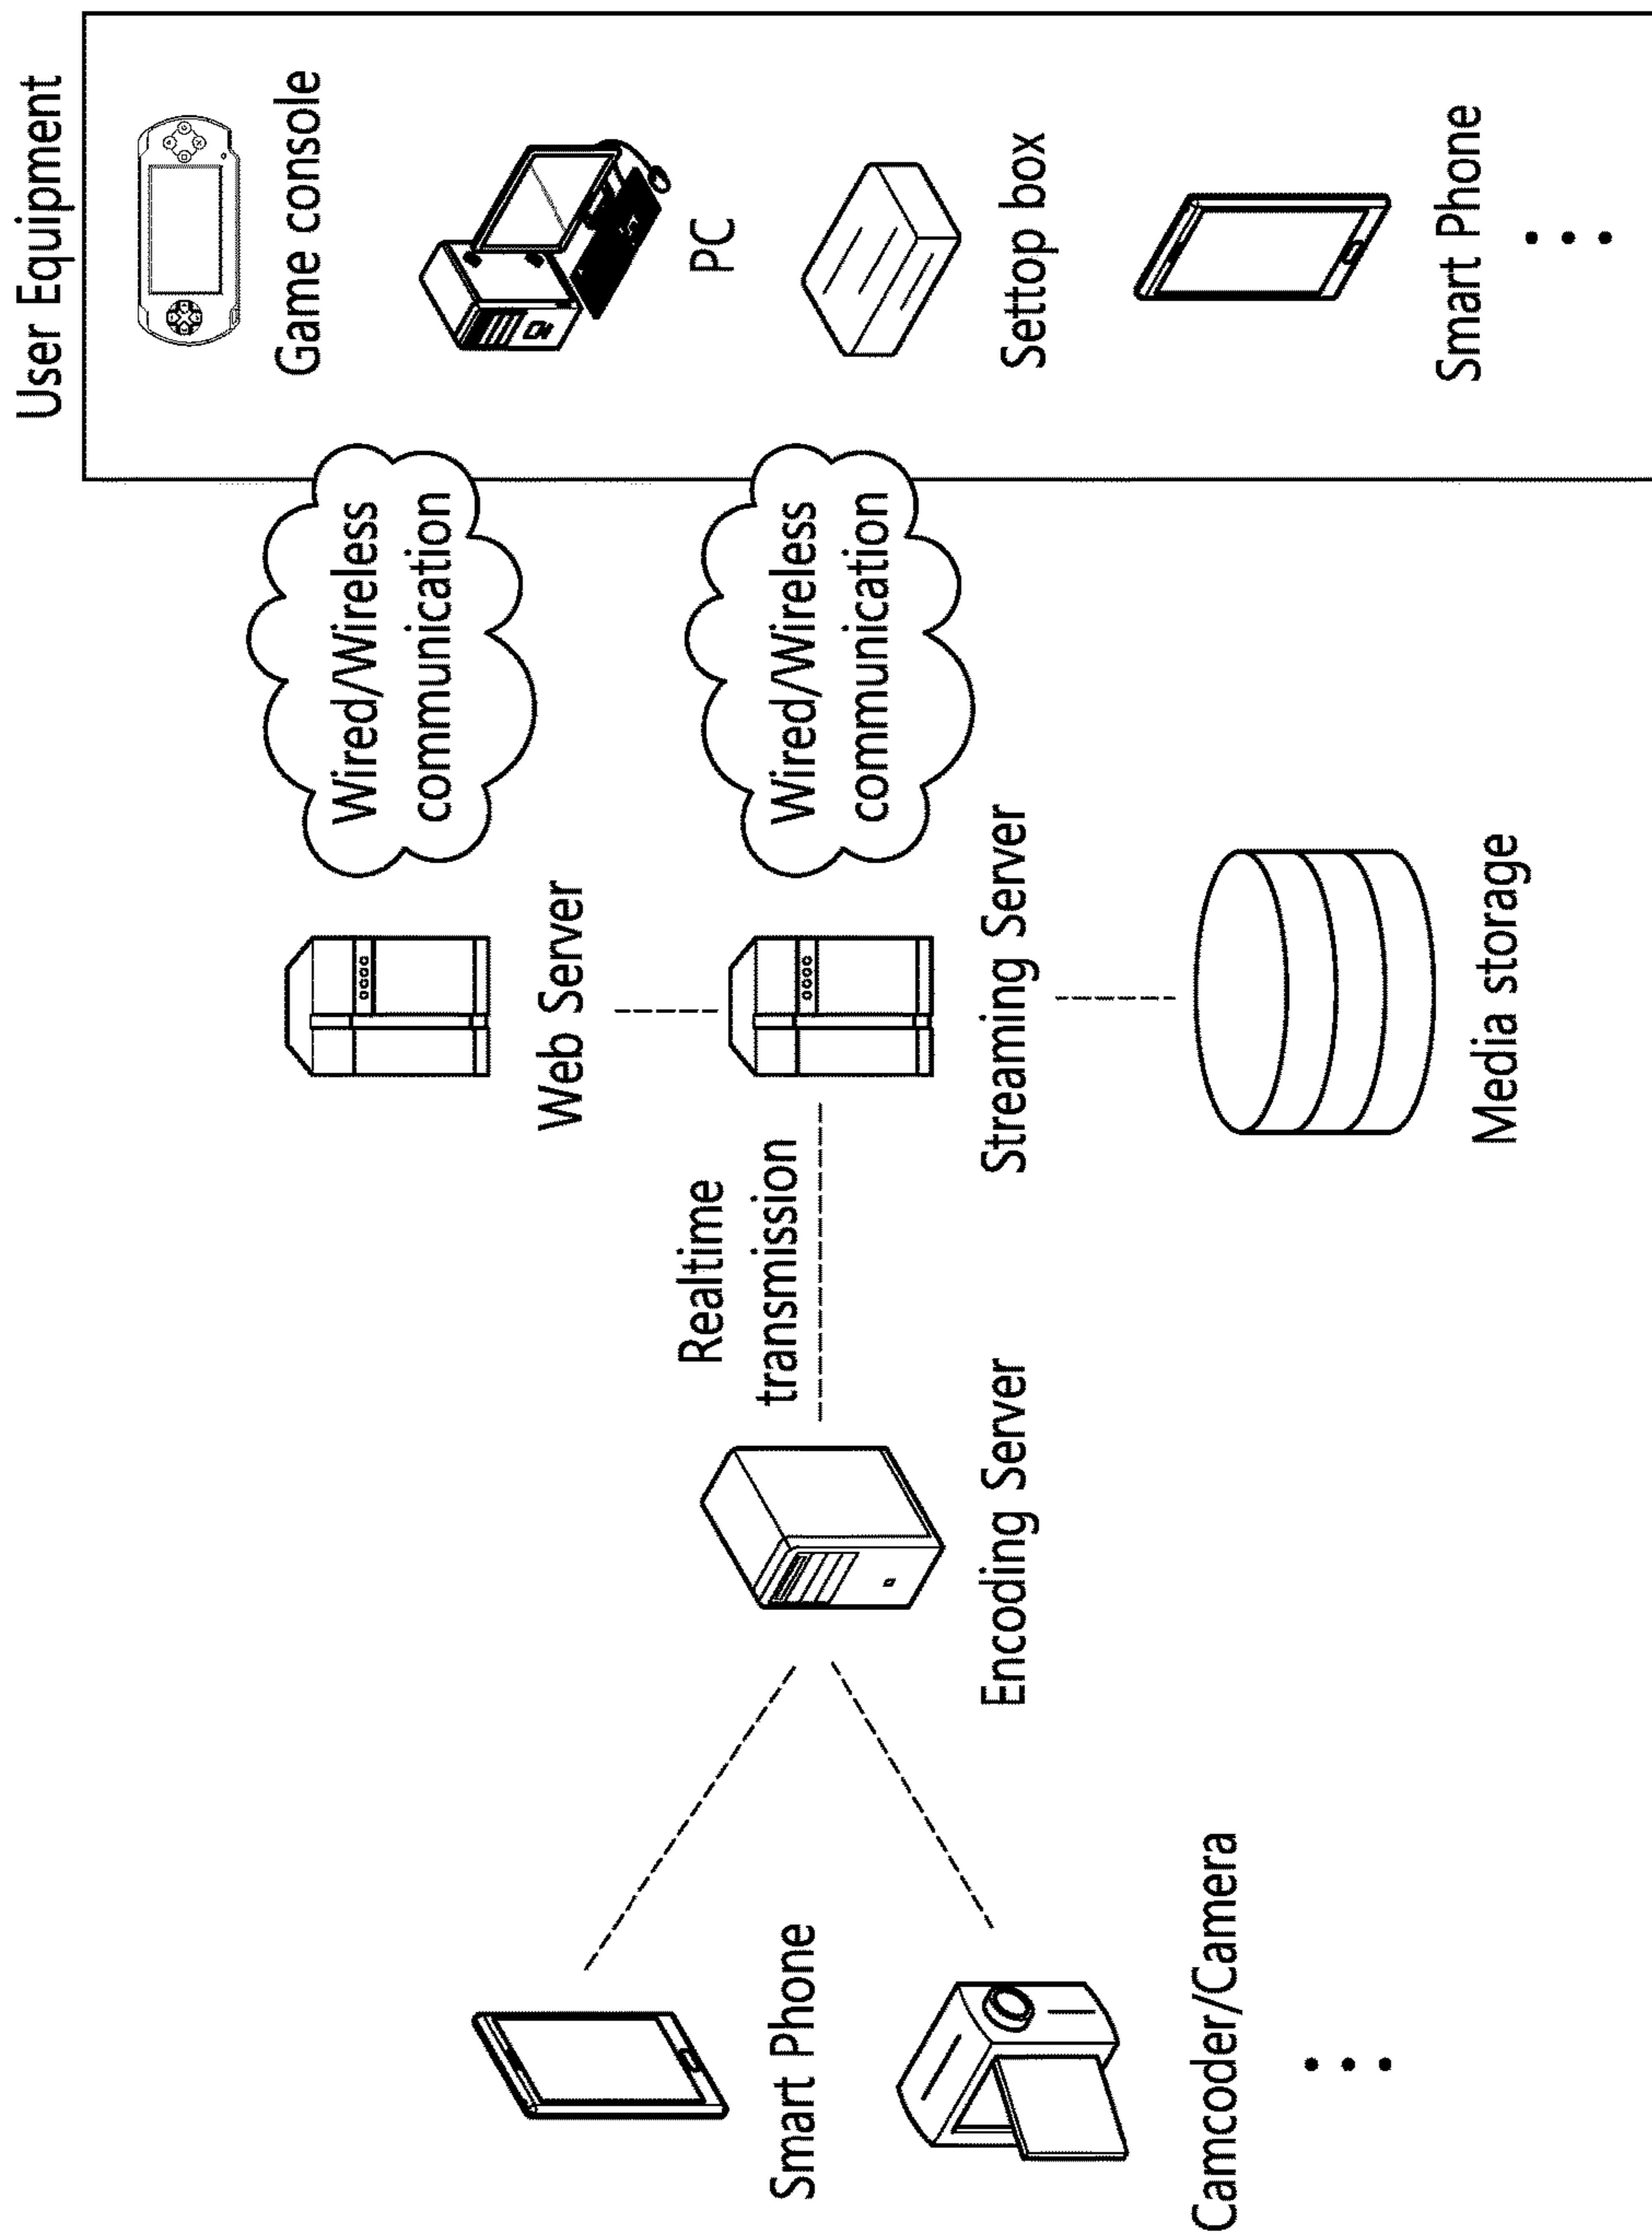 User Equipment
Game console
PC
Settop box
Smart Phone
Wired/Wireless
communication
Wired/Wireless
communication
Web Server
Streaming Server
Media storage
Realtime
transmission
Encoding Server
Smart Phone
Camcoder/Camera